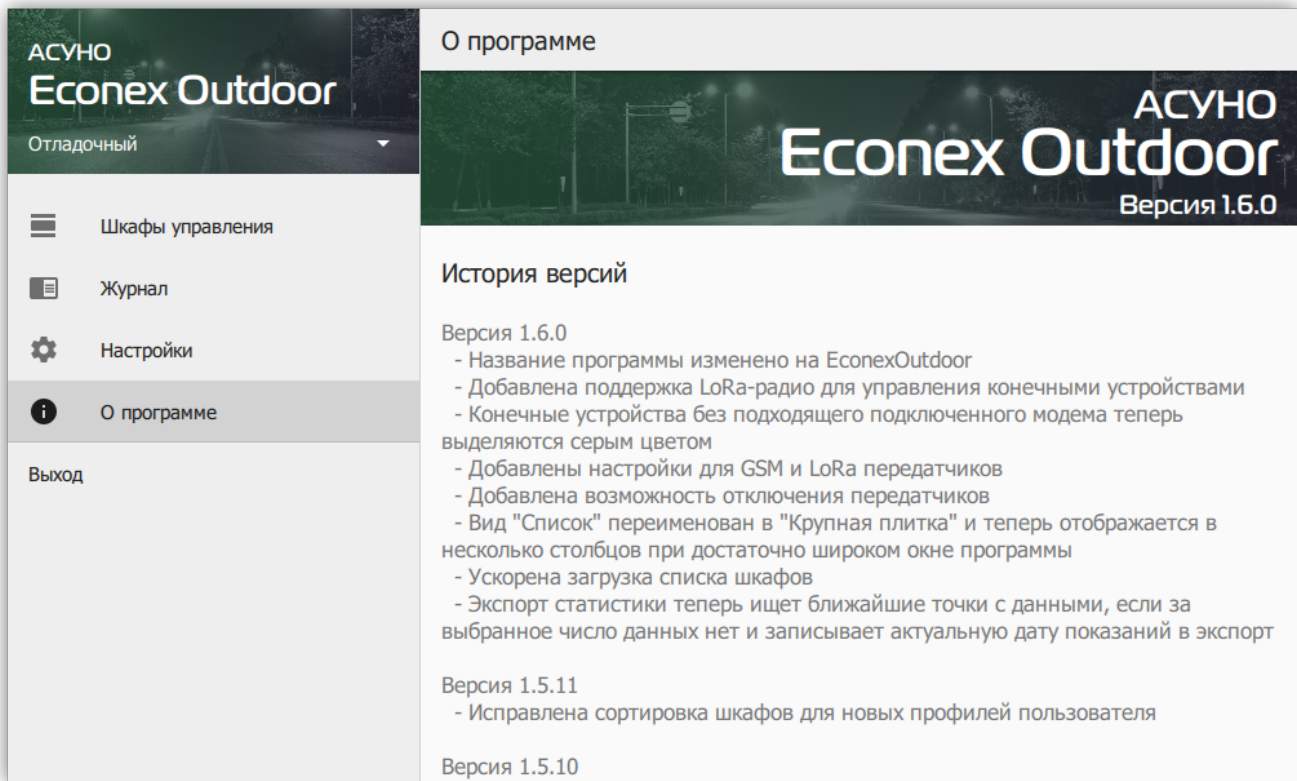 АСУНО
Econex Outdoor
Отладочный
Шкафы управления
Журнал
Настройки
О программе
Выход
О программе
АСУНО
Econex Outdoor
Версия 1.6.0
История версий
Версия 1.6.0
- Название программы изменено на EconexOutdoor
- Добавлена поддержка LoRa-радио для управления конечными устройствами
- Конечные устройства без подходящего подключенного модема теперь
выделяются серым цветом
- Добавлены настройки для GSM и LoRa передатчиков
- Добавлена возможность отключения передатчиков
- Вид "Список" переименован в "Крупная плитка" и теперь отображается в
несколько столбцов при достаточно широком окне программы
- Ускорена загрузка списка шкафов
- Экспорт статистики теперь ищет ближайшие точки с данными, если за
выбранное число данных нет и записывает актуальную дату показаний в экспорт
Версия 1.5.11
- Исправлена сортировка шкафов для новых профилей пользователя
Версия 1.5.10